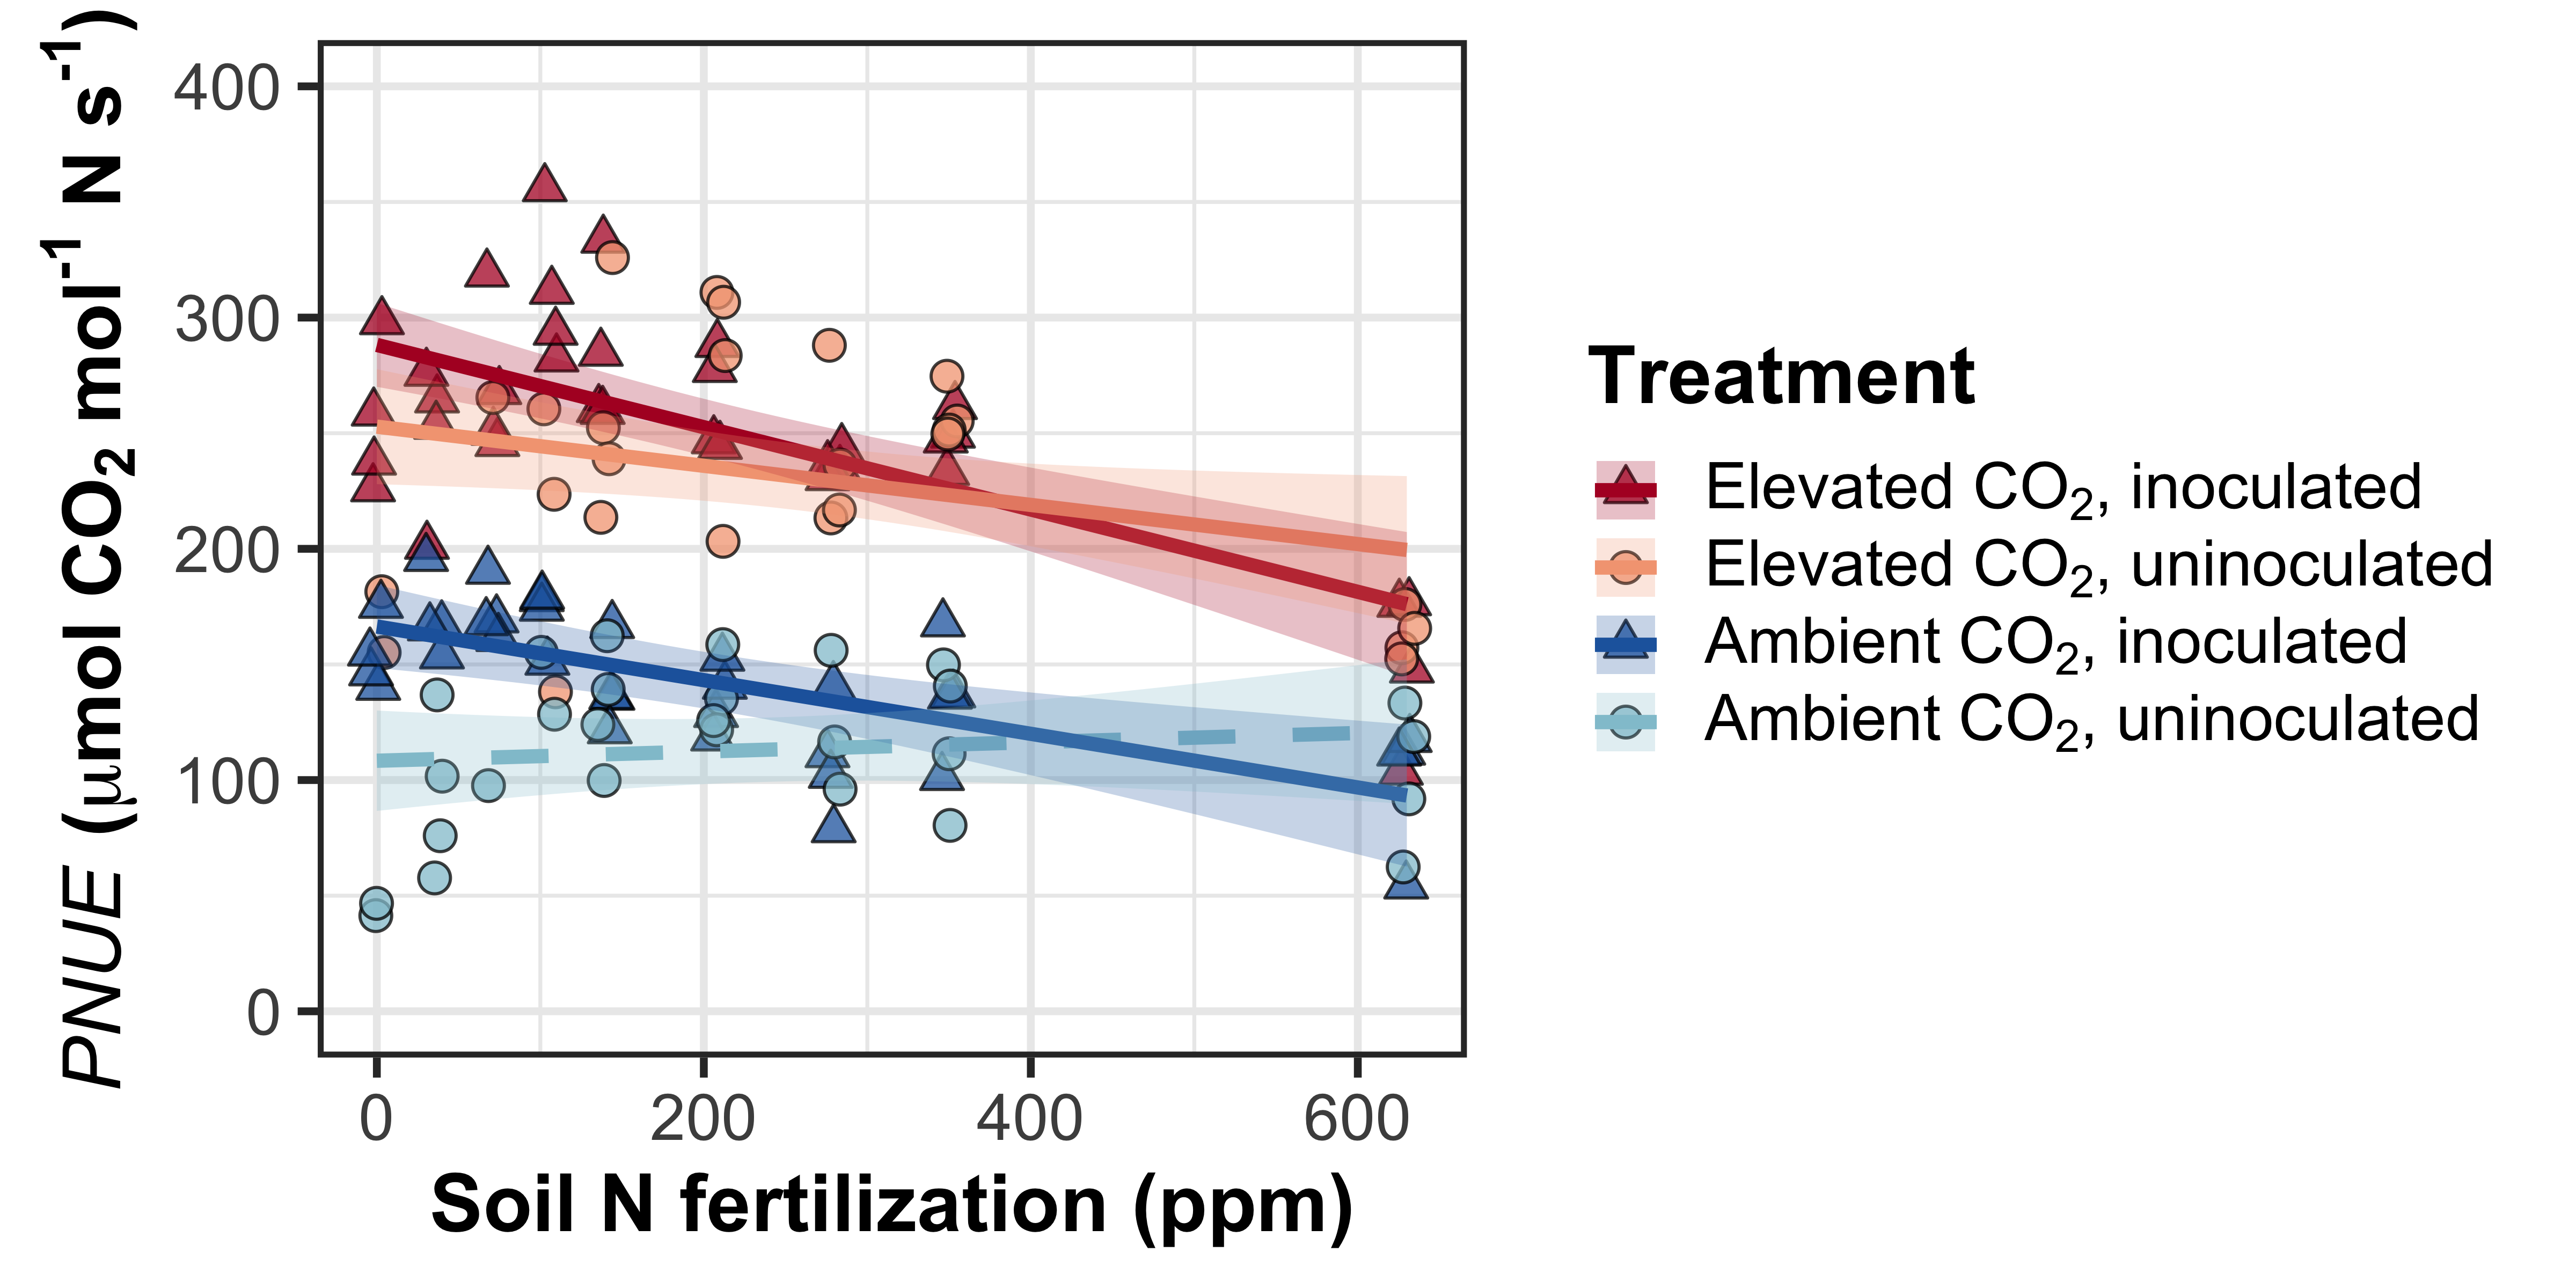 PNUE (μmol CO₂ mol⁻¹ N s⁻¹)
400
300
200
100
0
0 200 400 600
Soil N fertilization (ppm)
Treatment
Elevated CO₂, inoculated
Elevated CO₂, uninoculated
Ambient CO₂, inoculated
Ambient CO₂, uninoculated